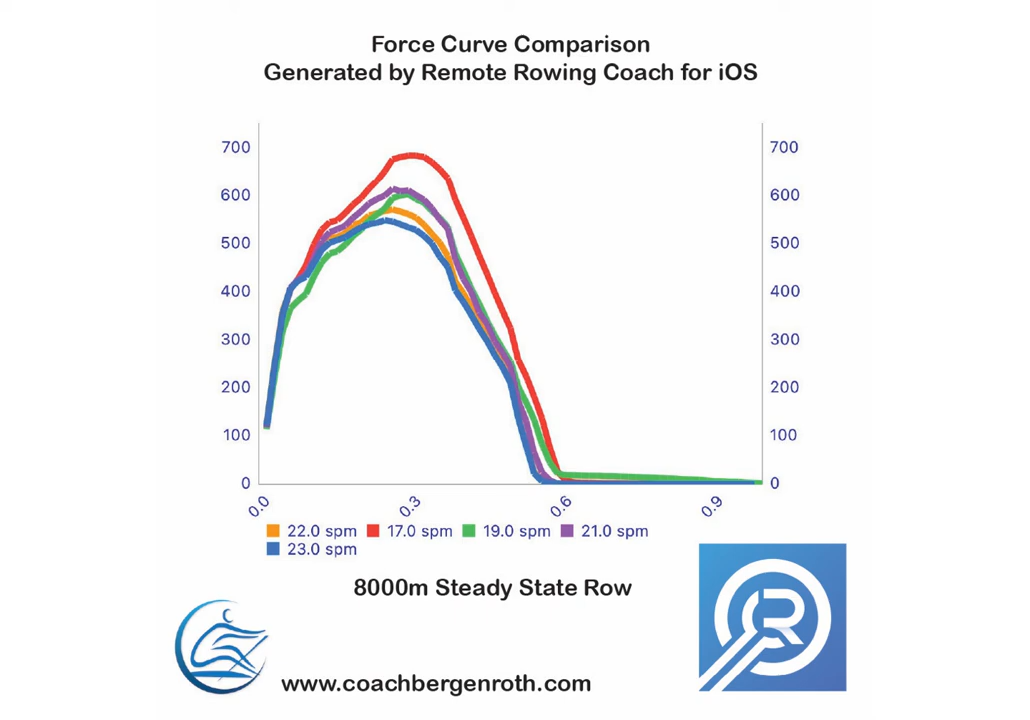 Force Curve Comparison
Generated by Remote Rowing Coach for iOS
700 700
600 600
500 500
400 400
300 300
200 200
100 100
0 0
0.0 0.3 0.6 0.9
22.0 spm 17.0 spm 19.0 spm 21.0 spm
23.0 spm
8000m Steady State Row
R
www.coachbergenroth.com